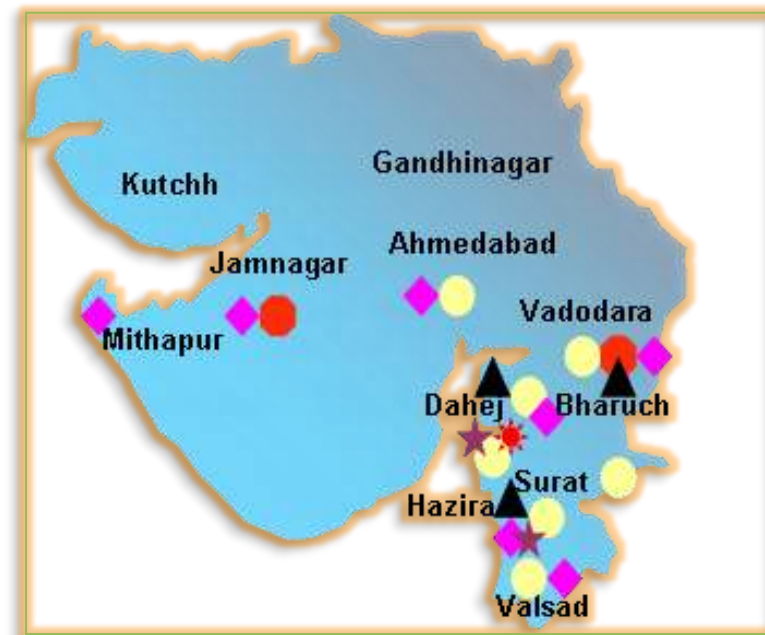 Gandhinagar
Kutchh
Ahmedabad
Jamnagar
Vadodara
Mithapur
Dahej
Bharuch
Surat
Hazira
Valsad